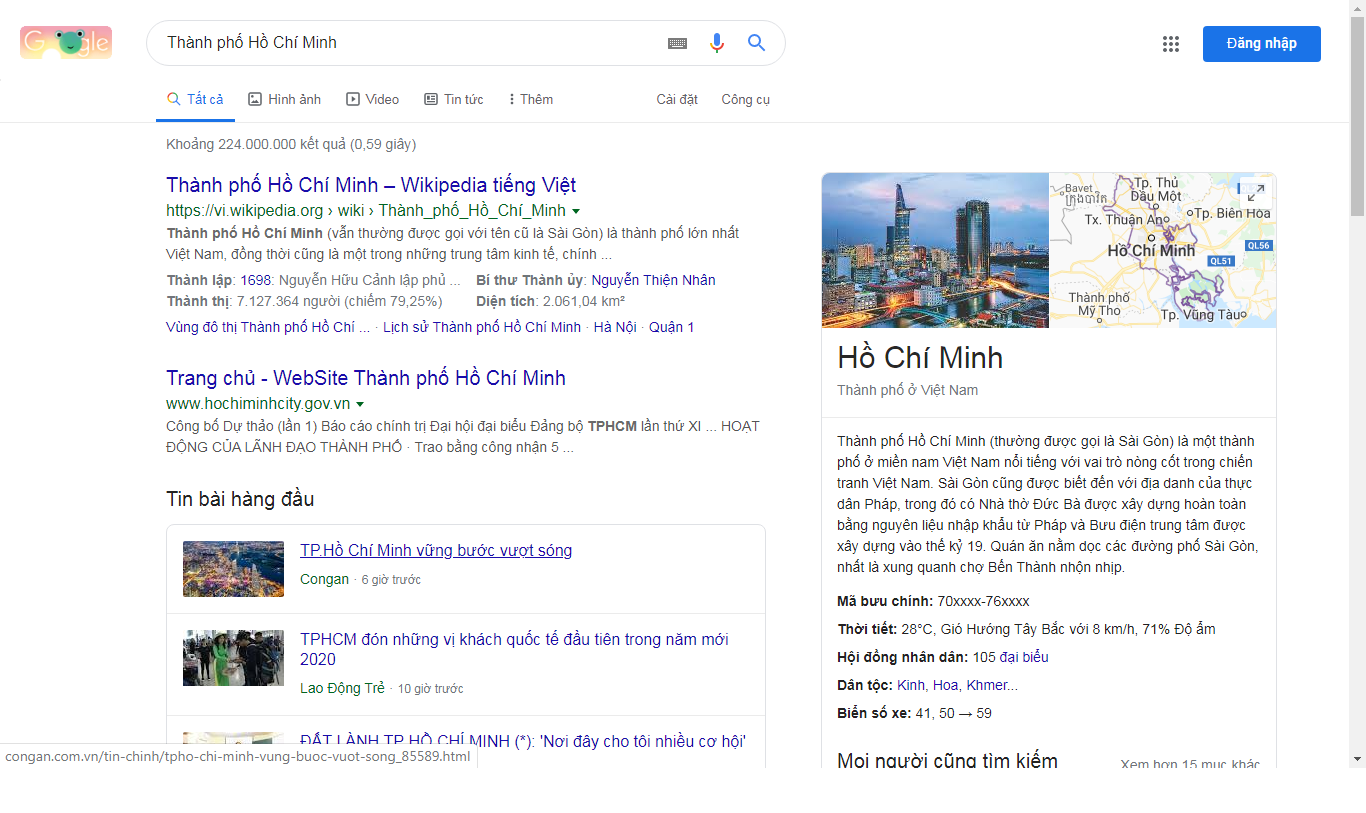 Google
Thành phố Hồ Chí Minh
Đăng nhập
Tất cả
Hình ảnh
Video
Tin tức
Thêm
Cài đặt
Công cụ
Khoảng 224.000.000 kết quả (0,59 giây)
Thành phố Hồ Chí Minh – Wikipedia tiếng Việt
https://vi.wikipedia.org › wiki › Thành_phố_Hồ_Chí_Minh
Thành phố Hồ Chí Minh (vẫn thường được gọi với tên cũ là Sài Gòn) là thành phố lớn nhất
Việt Nam, đồng thời cũng là một trong những trung tâm kinh tế, chính ...
Thành lập: 1698: Nguyễn Hữu Cảnh lập phủ ...
Bí thư Thành ủy: Nguyễn Thiện Nhân
Thành thị: 7.127.364 người (chiếm 79,25%)
Diện tích: 2.061,04 km²
Vùng đô thị Thành phố Hồ Chí ... · Lịch sử Thành phố Hồ Chí Minh · Hà Nội · Quận 1
Trang chủ - WebSite Thành phố Hồ Chí Minh
www.hochiminhcity.gov.vn
Công bố Dự thảo (lần 1) Báo cáo chính trị Đại hội đại biểu Đảng bộ TPHCM lần thứ XI ... HOẠT
ĐỘNG CỦA LÃNH ĐẠO THÀNH PHỐ · Trao bằng công nhận 5 ...
Tin bài hàng đầu
TP.Hồ Chí Minh vững bước vượt sóng
Congan · 6 giờ trước
TPHCM đón những vị khách quốc tế đầu tiên trong năm mới
2020
Lao Động Trẻ · 10 giờ trước
ĐẤT LÀNH TP HỒ CHÍ MINH (*): 'Nơi đây cho tôi nhiều cơ hội'
congan.com.vn/tin-chinh/tpho-chi-minh-vung-buoc-vuot-song_85589.html
Bavet
ក្រុងបាវិត
Tp. Thủ
Dầu Một
Tx. Thuận An
Tp. Biên Hòa
Hồ Chí Minh
QL56
QL51
Thành phố
Mỹ Tho
Tp. Vũng Tàu
Hồ Chí Minh
Thành phố ở Việt Nam
Thành phố Hồ Chí Minh (thường được gọi là Sài Gòn) là một thành
phố ở miền nam Việt Nam nổi tiếng với vai trò nòng cốt trong chiến
tranh Việt Nam. Sài Gòn cũng được biết đến với địa danh của thực
dân Pháp, trong đó có Nhà thờ Đức Bà được xây dựng hoàn toàn
bằng nguyên liệu nhập khẩu từ Pháp và Bưu điện trung tâm được
xây dựng vào thế kỷ 19. Quán ăn nằm dọc các đường phố Sài Gòn,
nhất là xung quanh chợ Bến Thành nhộn nhịp.
Mã bưu chính: 70xxxx-76xxxx
Thời tiết: 28°C, Gió Hướng Tây Bắc với 8 km/h, 71% Độ ẩm
Hội đồng nhân dân: 105 đại biểu
Dân tộc: Kinh, Hoa, Khmer...
Biển số xe: 41, 50 → 59
Mọi người cũng tìm kiếm
Xem hơn 15 mục khác